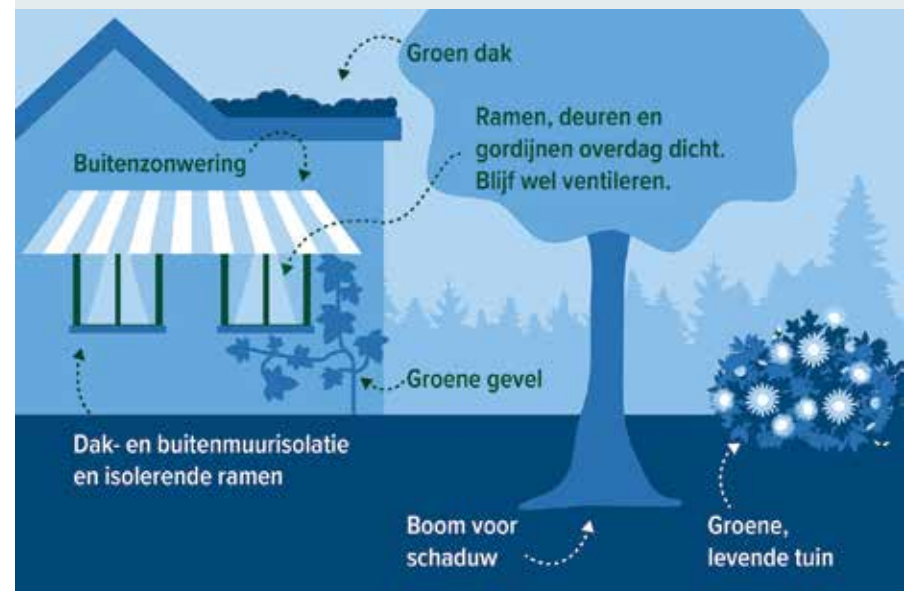 Groen dak
Ramen, deuren en
gordijnen overdag dicht.
Blijf wel ventileren.
Buitenzonwering
Groene gevel
Dak- en buitenmuurisolatie
en isolerende ramen
Boom voor
schaduw
Groene,
levende tuin